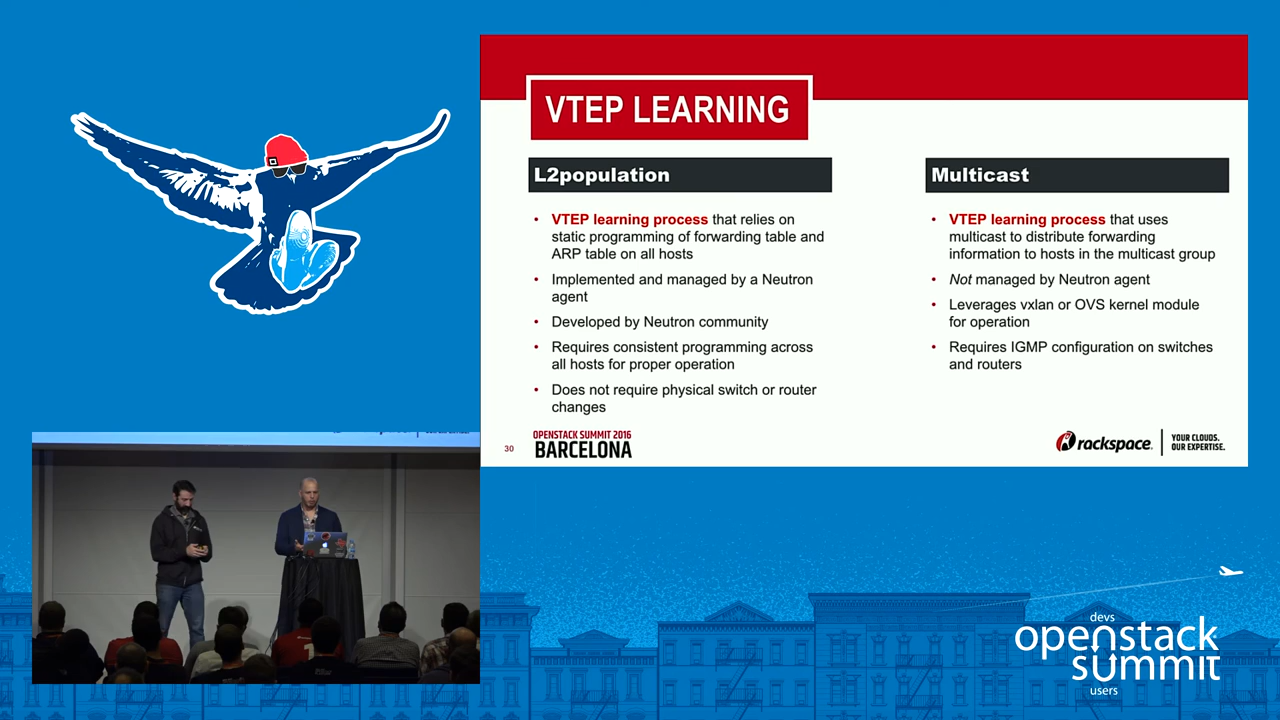 VTEP LEARNING
L2population
• VTEP learning process that relies on
static programming of forwarding table and
ARP table on all hosts
• Implemented and managed by a Neutron
agent
• Developed by Neutron community
• Requires consistent programming across
all hosts for proper operation
• Does not require physical switch or router
changes
Multicast
• VTEP learning process that uses
multicast to distribute forwarding
information to hosts in the multicast group
• Not managed by Neutron agent
• Leverages vxlan or OVS kernel module
for operation
• Requires IGMP configuration on switches
and routers
30
OPENSTACK SUMMIT 2016
BARCELONA
rackspace.
YOUR CLOUDS.
OUR EXPERTISE.
devs
openstack
summit
users